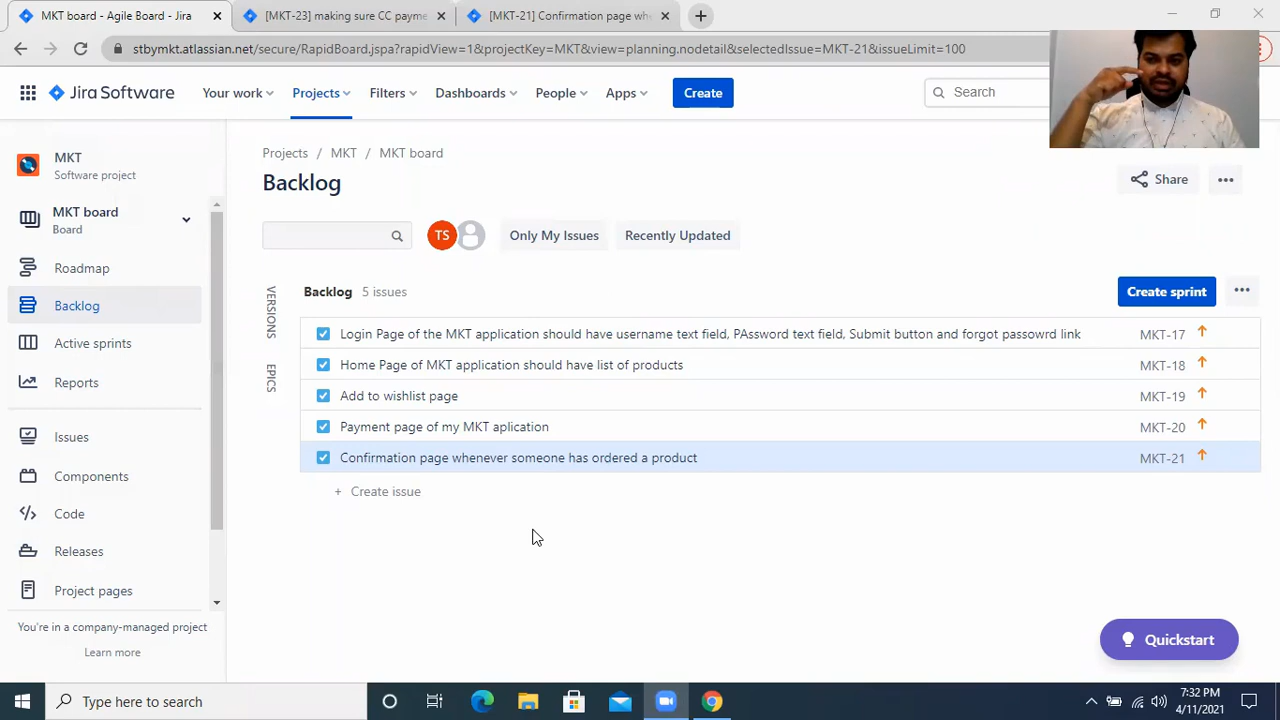 MKT board - Agile Board - Jira
[MKT-23] making sure CC payme
[MKT-21] Confirmation page whe
stbymkt.atlassian.net/secure/RapidBoard.jspa?rapidView=1&projectKey=MKT&view=planning.nodetail&selectedIssue=MKT-21&issueLimit=100
Jira Software
Your work
Projects
Filters
Dashboards
People
Apps
Create
Search
MKT
Software project
MKT board
Board
Roadmap
Backlog
Active sprints
Reports
Issues
Components
Code
Releases
Project pages
You're in a company-managed project
Learn more
Projects / MKT / MKT board
Backlog
Share
TS
Only My Issues
Recently Updated
VERSIONS
EPICS
Backlog 5 issues
Create sprint
Login Page of the MKT application should have username text field, PAssword text field, Submit button and forgot passowrd link MKT-17
Home Page of MKT application should have list of products MKT-18
Add to wishlist page MKT-19
Payment page of my MKT aplication MKT-20
Confirmation page whenever someone has ordered a product MKT-21
+ Create issue
Quickstart
Type here to search
7:32 PM
4/11/2021